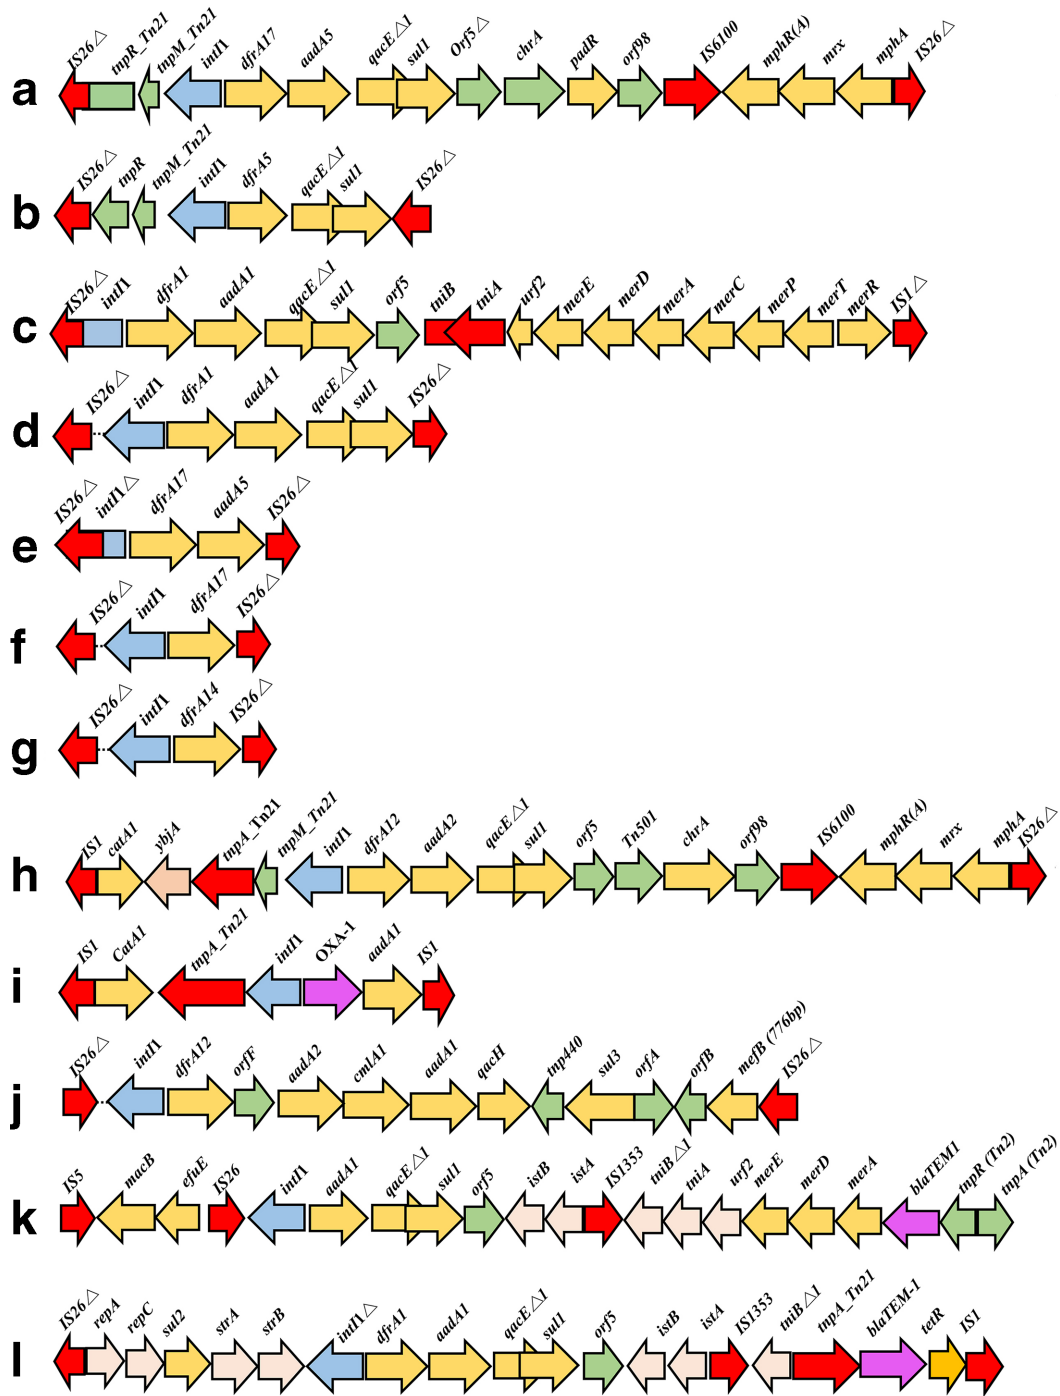 a IS26△ tnpR_Tn21 tnpM_Tn21 intI1 dfrA17 aadA5 qacE△1 sul1 Orf5△ chrA padR orf98 IS6100 mphR(A) mrx mphA IS26△
b IS26△ tnpR tnpM_Tn21 intI1 dfrA5 qacE△1 sul1 IS26△
c IS26△ intI1 dfrA1 aadA1 qacE△1 sul1 orf5 tniB tniA urf2 merE merD merA merC merP merT merR IS1△
d IS26△ intI1 dfrA1 aadA1 qacE△1 sul1 IS26△
e IS26△ intI1△ dfrA17 aadA5 IS26△
f IS26△ intI1 dfrA17 IS26△
g IS26△ intI1 dfrA14 IS26△
h IS1 catA1 ybjA tnpA_Tn21 tnpM_Tn21 intI1 dfrA12 aadA2 qacE△1 sul1 orf5 Tn501 chrA orf98 IS6100 mphR(A) mrx mphA IS26△
i IS1 CatA1 tnpA_Tn21 intI1 OXA-1 aadA1 IS1
j IS26△ intI1 dfrA12 orfF aadA2 cmlA1 aadA1 qacH tnp440 sul3 orfA orfB mefB (776bp) IS26△
k IS5 macB efuE IS26 intI1 aadA1 qacE△1 sul1 orf5 istB istA IS1353 tniB△1 tniA urf2 merE merD merA blaTEM1 tnpR (Tn2) tnpA (Tn2)
l IS26△ repA repC sul2 strA strB intI1△ dfrA1 aadA1 qacE△1 sul1 orf5 istB istA IS1353 tniB△1 tnpA_Tn21 blaTEM-1 tetR IS1